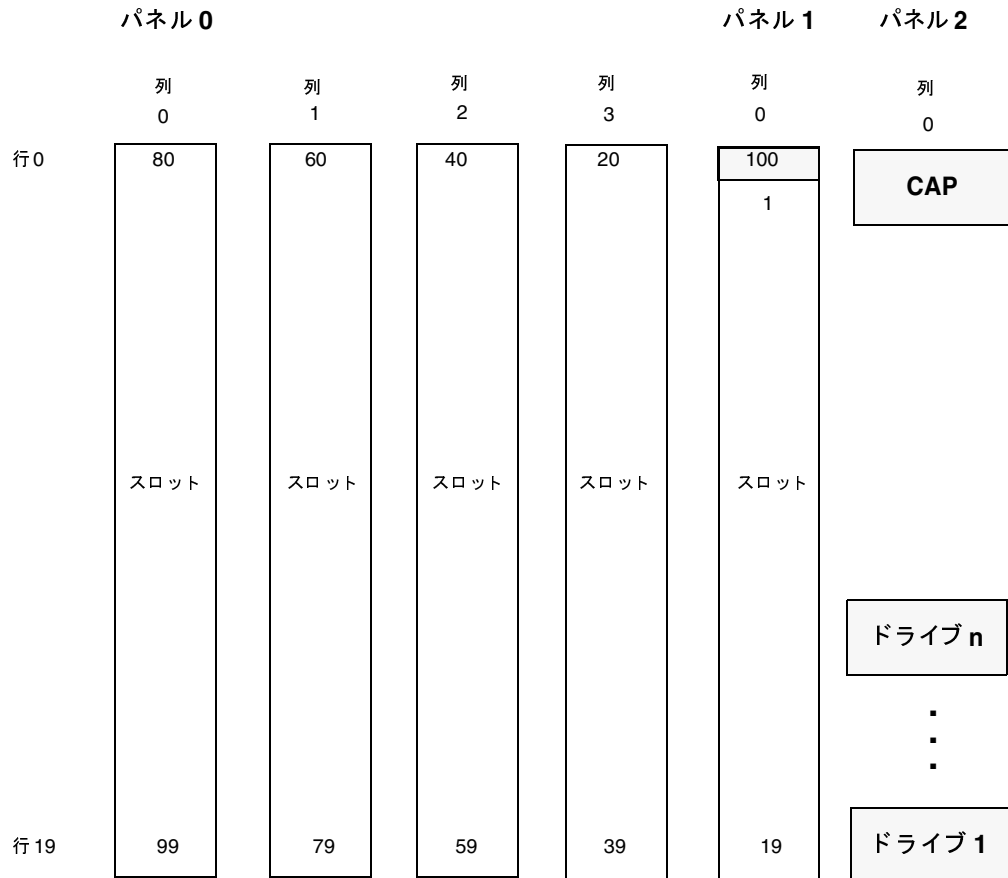 パネル 0 パネル 1 パネル 2
列 列 列 列 列 列
0 1 2 3 0 0
行 0 80 60 40 20 100 CAP
1
スロット スロット スロット スロット スロット
ドライブ n
行 19 99 79 59 39 19 ドライブ 1